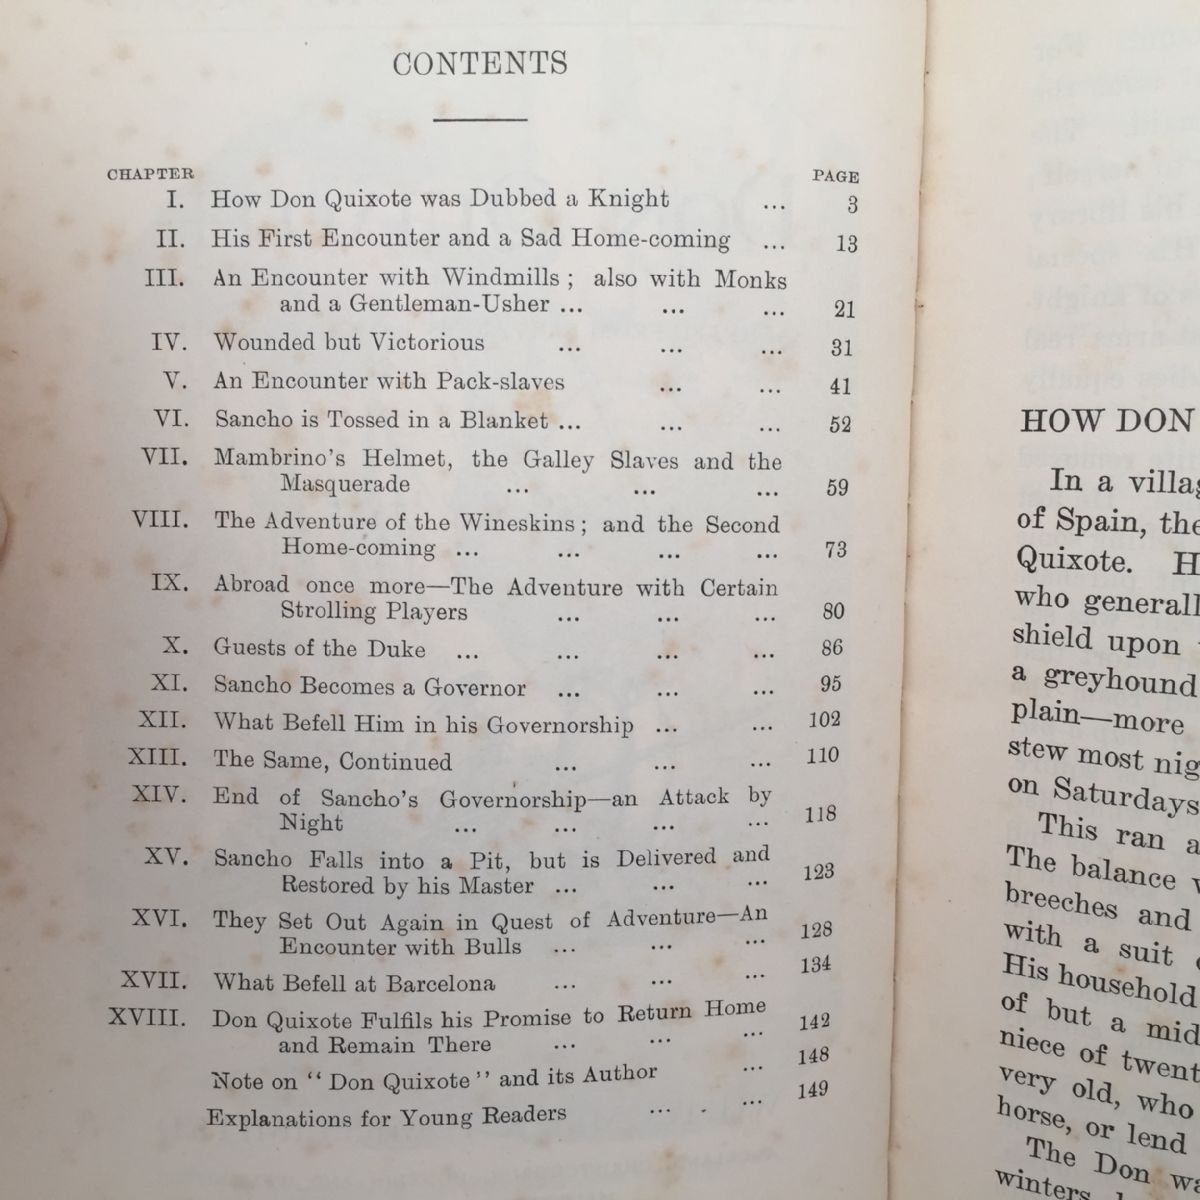 CONTENTS
CHAPTER PAGE
I. How Don Quixote was Dubbed a Knight ... 3
II. His First Encounter and a Sad Home-coming ... 13
III. An Encounter with Windmills ; also with Monks
and a Gentleman-Usher ... ... ... 21
IV. Wounded but Victorious ... ... ... 31
V. An Encounter with Pack-slaves ... ... 41
VI. Sancho is Tossed in a Blanket ... ... ... 52
VII. Mambrino's Helmet, the Galley Slaves and the
Masquerade ... ... ... 59
VIII. The Adventure of the Wineskins ; and the Second
Home-coming ... ... ... ... 73
IX. Abroad once more—The Adventure with Certain
Strolling Players ... ... ... 80
X. Guests of the Duke ... ... ... ... 86
XI. Sancho Becomes a Governor ... ... ... 95
XII. What Befell Him in his Governorship ... ... 102
XIII. The Same, Continued ... ... ... 110
XIV. End of Sancho's Governorship—an Attack by
Night ... ... ... ... 118
XV. Sancho Falls into a Pit, but is Delivered and
Restored by his Master ... ... ... 123
XVI. They Set Out Again in Quest of Adventure—An
Encounter with Bulls ... ... ... 128
XVII. What Befell at Barcelona ... ... ... 134
XVIII. Don Quixote Fulfils his Promise to Return Home
and Remain There ... ... ... 142
Note on "Don Quixote" and its Author ... 148
Explanations for Young Readers ... ... 149
HOW DON
In a villag
of Spain, the
Quixote. H
who generall
shield upon
a greyhound
plain—more
stew most nig
on Saturdays
This ran a
The balance
breeches and
with a suit
His household
of but a mid
niece of twent
very old, who
horse, or lend
The Don wa
winters